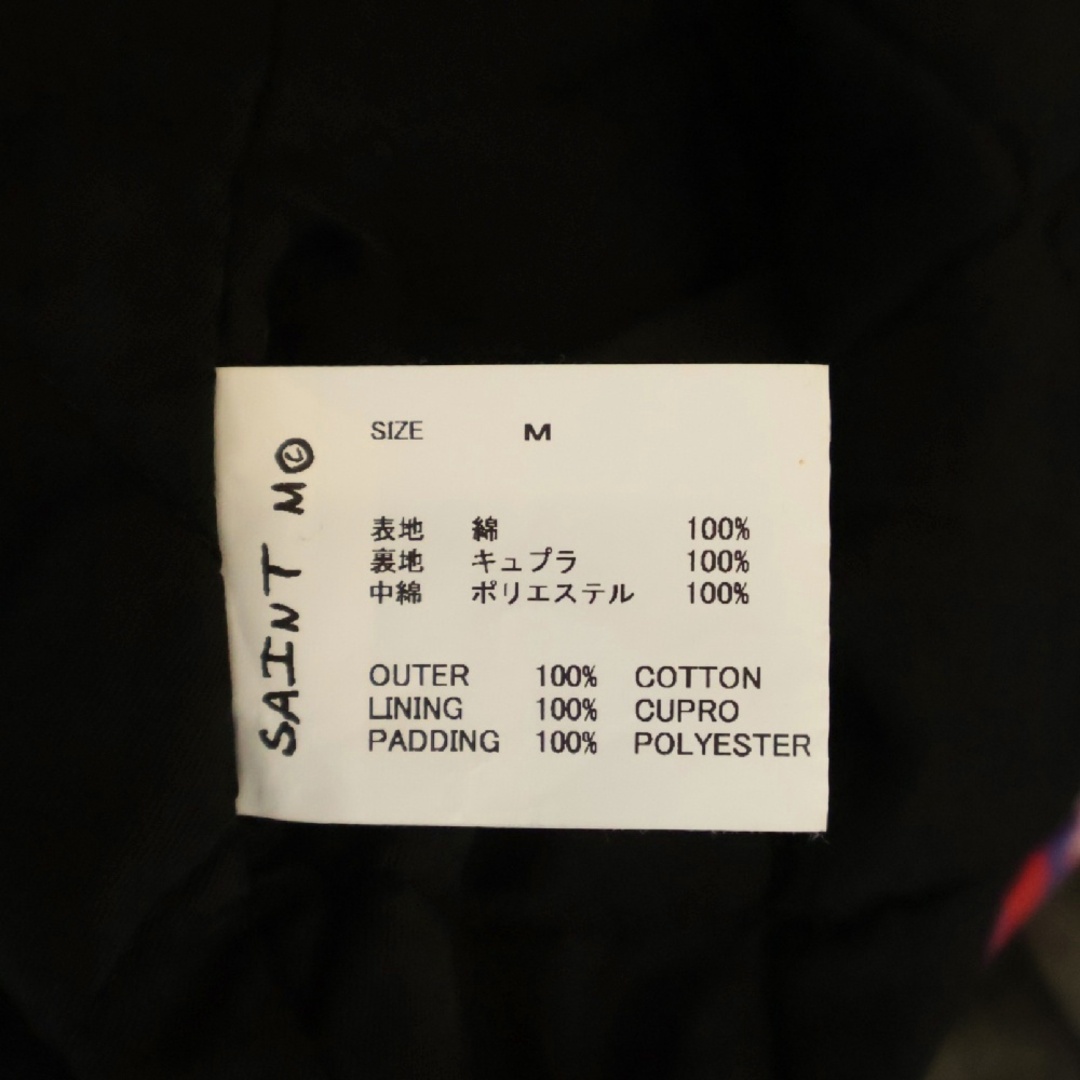 SAINT M©
SIZE M
表地 綿 100%
裏地 キュプラ 100%
中綿 ポリエステル 100%
OUTER 100% COTTON
LINING 100% CUPRO
PADDING 100% POLYESTER